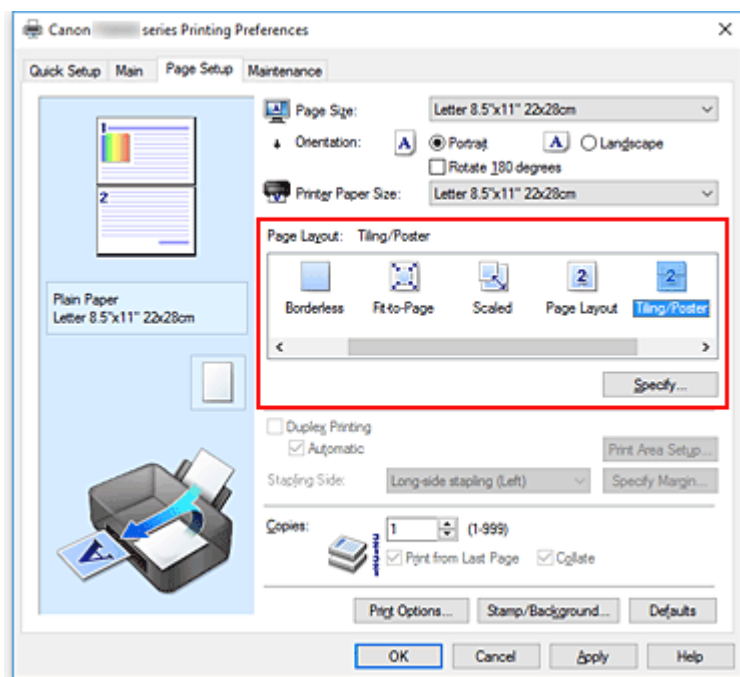 Canon series Printing Preferences
Quick Setup Main Page Setup Maintenance
1
2
Plain Paper
Letter 8.5"x11" 22x28cm
Page Size: Letter 8.5"x11" 22x28cm
Orientation: A Portrait A Landscape
Rotate 180 degrees
Printer Paper Size: Letter 8.5"x11" 22x28cm
Page Layout: Tiling/Poster
2 2
Borderless Fit-to-Page Scaled Page Layout Tiling/Poster
Specify...
Duplex Printing
Automatic Print Area Setup...
Stapling Side: Long-side stapling (Left) Specify Margin...
Copies: 1 (1-999)
Print from Last Page Collate
A
Print Options... Stamp/Background... Defaults
OK Cancel Apply Help